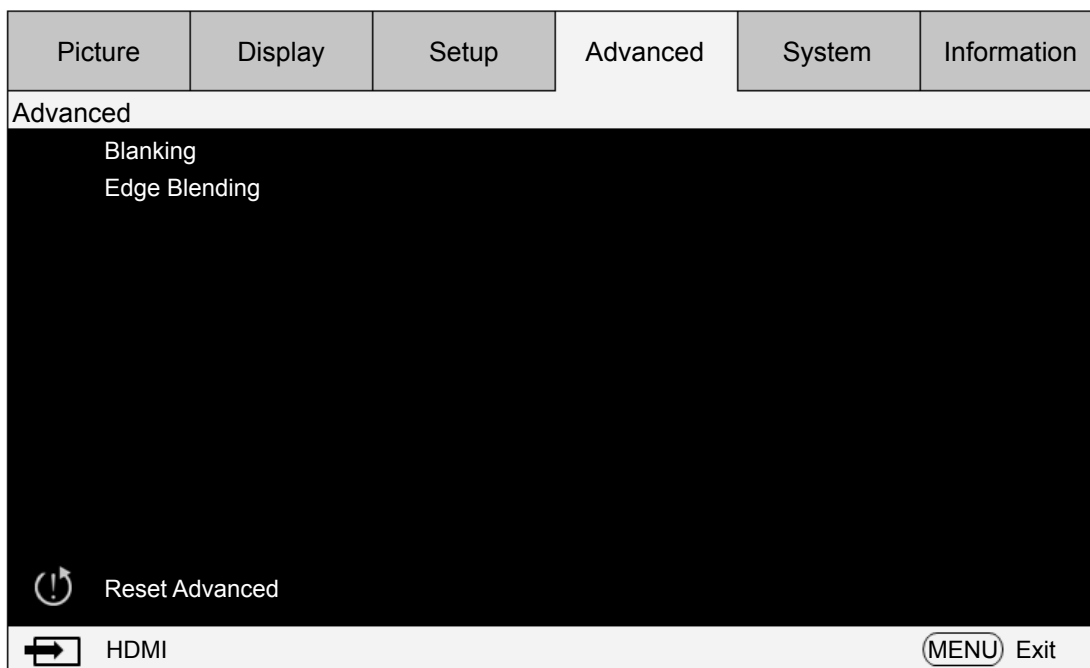 Picture Display Setup Advanced System Information
Advanced
Blanking
Edge Blending
Reset Advanced
HDMI MENU Exit